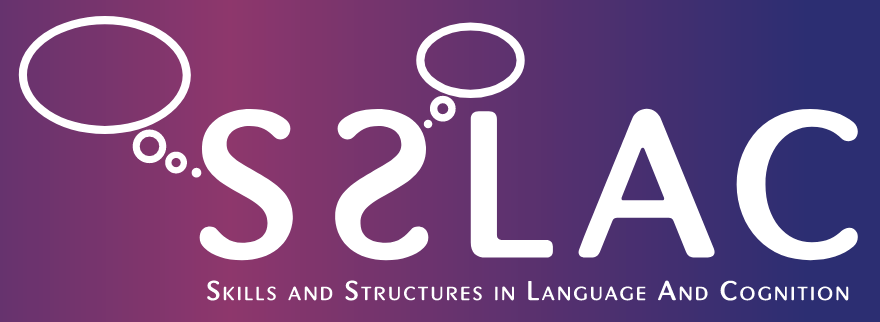 SSLAC
Skills and Structures in Language And Cognition